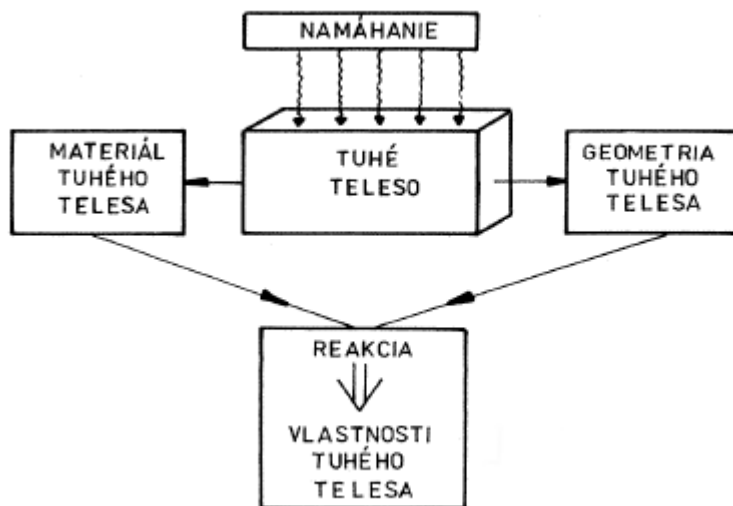 NAMÁHANIE
MATERIÁL
TUHÉHO
TELESA
TUHÉ
TELESO
GEOMETRIA
TUHÉHO
TELESA
REAKCIA
VLASTNOSTI
TUHÉHO
TELESA